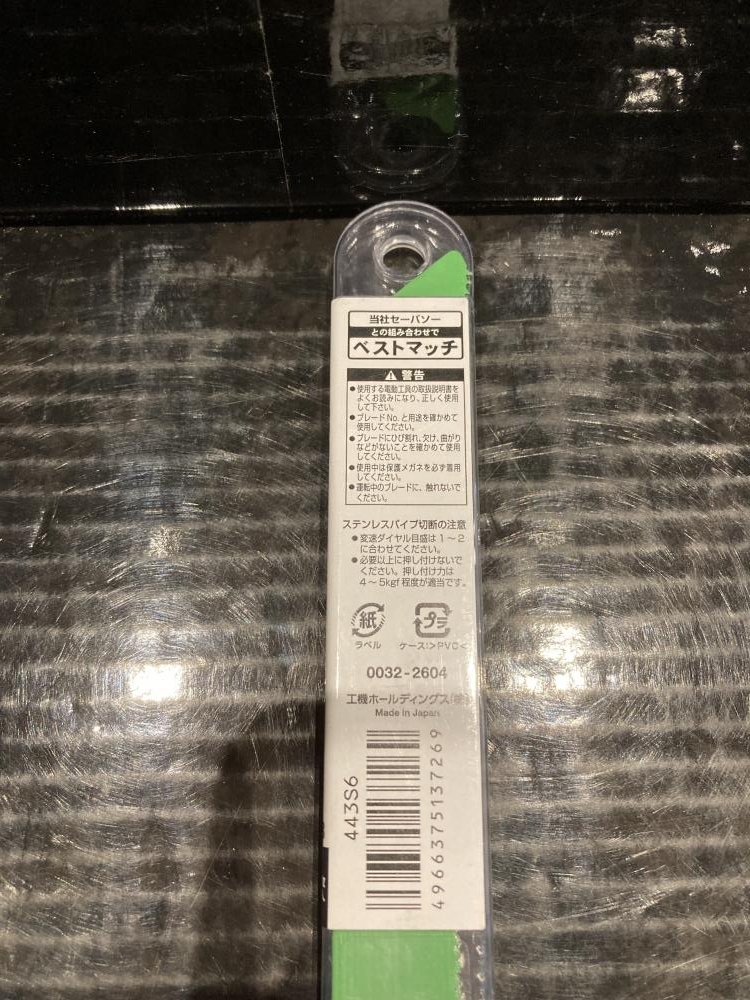 当社セーバソー
との組み合わせで
ベストマッチ
警告
●使用する電動工具の取扱説明書を
よくお読みになり、正しく使用
して下さい。
●ブレードNo.と用途を確かめて
使用してください。
●ブレードにひび割れ、欠け、曲がり
などがないことを確かめて使用
してください。
●使用中は保護メガネを必ず着用
してください。
●運転中のブレードに、触れないで
ください。
ステンレスパイプ切断の注意
●変速ダイヤル目盛は1～2
に合わせてください。
●必要以上に押し付けないで
ください。押し付け力は
4～5kgf程度が適当です。
紙
ラベル
プラ
ケース:>PVC<
0032-2604
工機ホールディングス(株)
Made in Japan
443S6
4966375137269